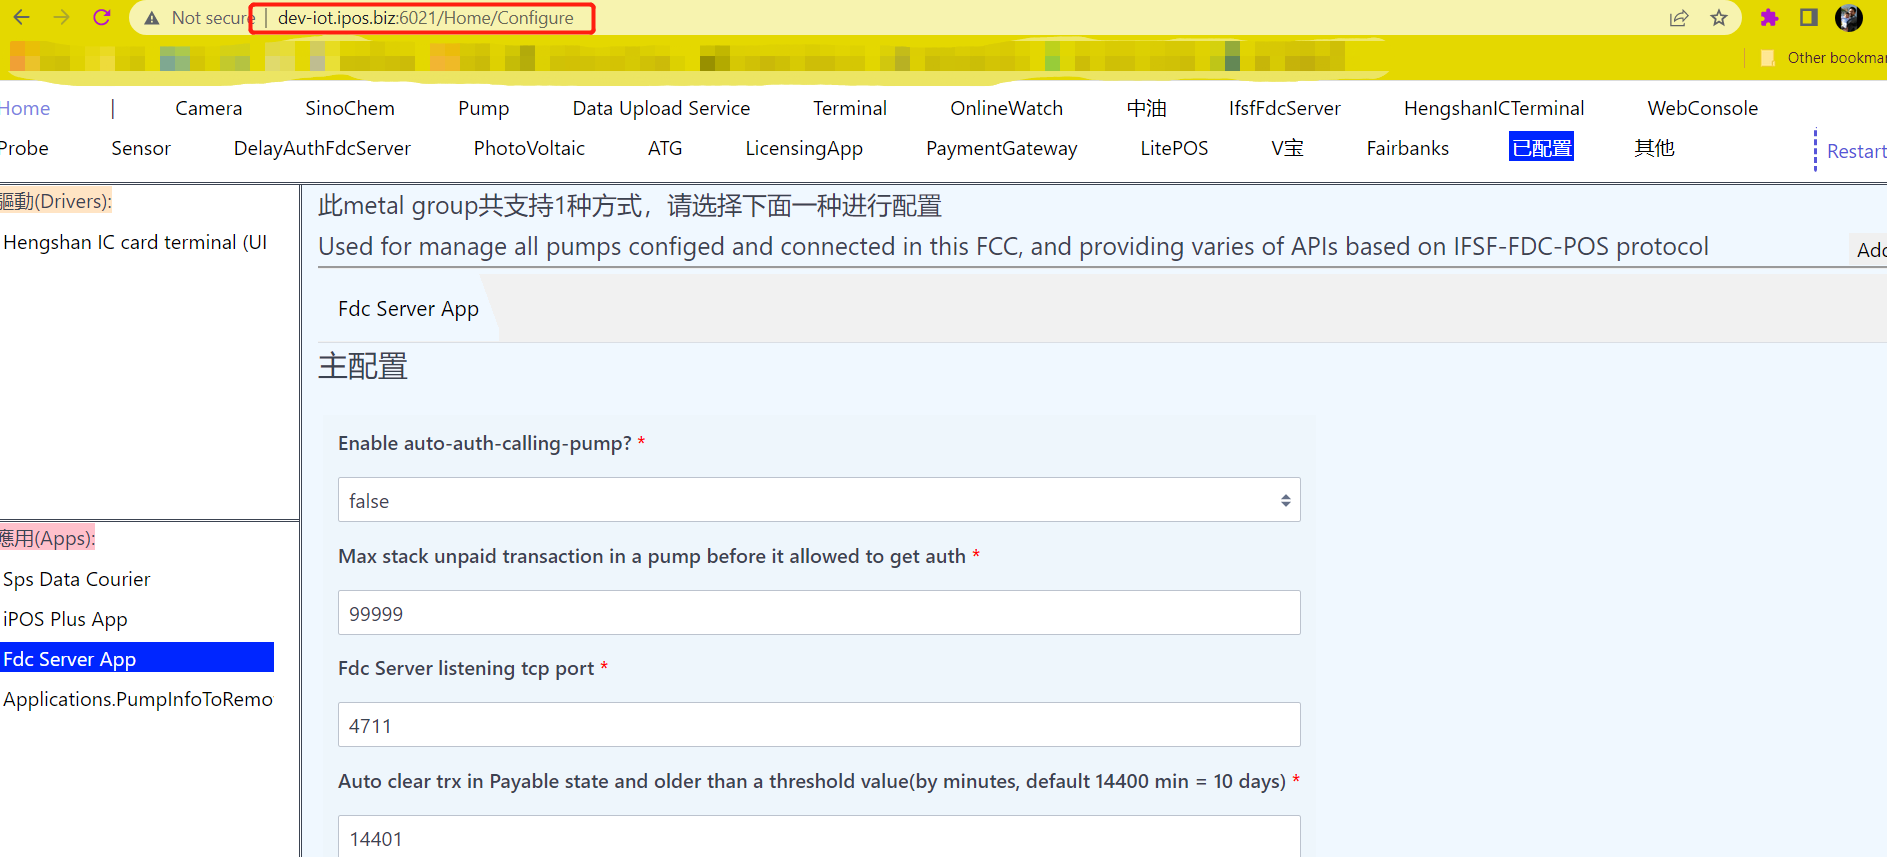 Not secure | dev-iot.ipos.biz:6021/Home/Configure
Other bookmar
Home | Camera SinoChem Pump Data Upload Service Terminal OnlineWatch 中油 IfsfFdcServer HengshanICTerminal WebConsole
Probe Sensor DelayAuthFdcServer PhotoVoltaic ATG LicensingApp PaymentGateway LitePOS V宝 Fairbanks 已配置 其他 Restart
驅動(Drivers):
Hengshan IC card terminal (UI
應用(Apps):
Sps Data Courier
iPOS Plus App
Fdc Server App
Applications.PumpInfoToRemo
此metal group共支持1种方式，请选择下面一种进行配置
Used for manage all pumps configed and connected in this FCC, and providing varies of APIs based on IFSF-FDC-POS protocol
Add
Fdc Server App
主配置
Enable auto-auth-calling-pump? *
false
Max stack unpaid transaction in a pump before it allowed to get auth *
99999
Fdc Server listening tcp port *
4711
Auto clear trx in Payable state and older than a threshold value(by minutes, default 14400 min = 10 days) *
14401